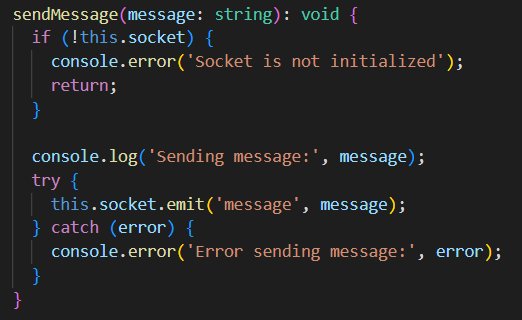 sendMessage(message: string): void {
  if (!this.socket) {
    console.error('Socket is not initialized');
    return;
  }

  console.log('Sending message:', message);
  try {
    this.socket.emit('message', message);
  } catch (error) {
    console.error('Error sending message:', error);
  }
}